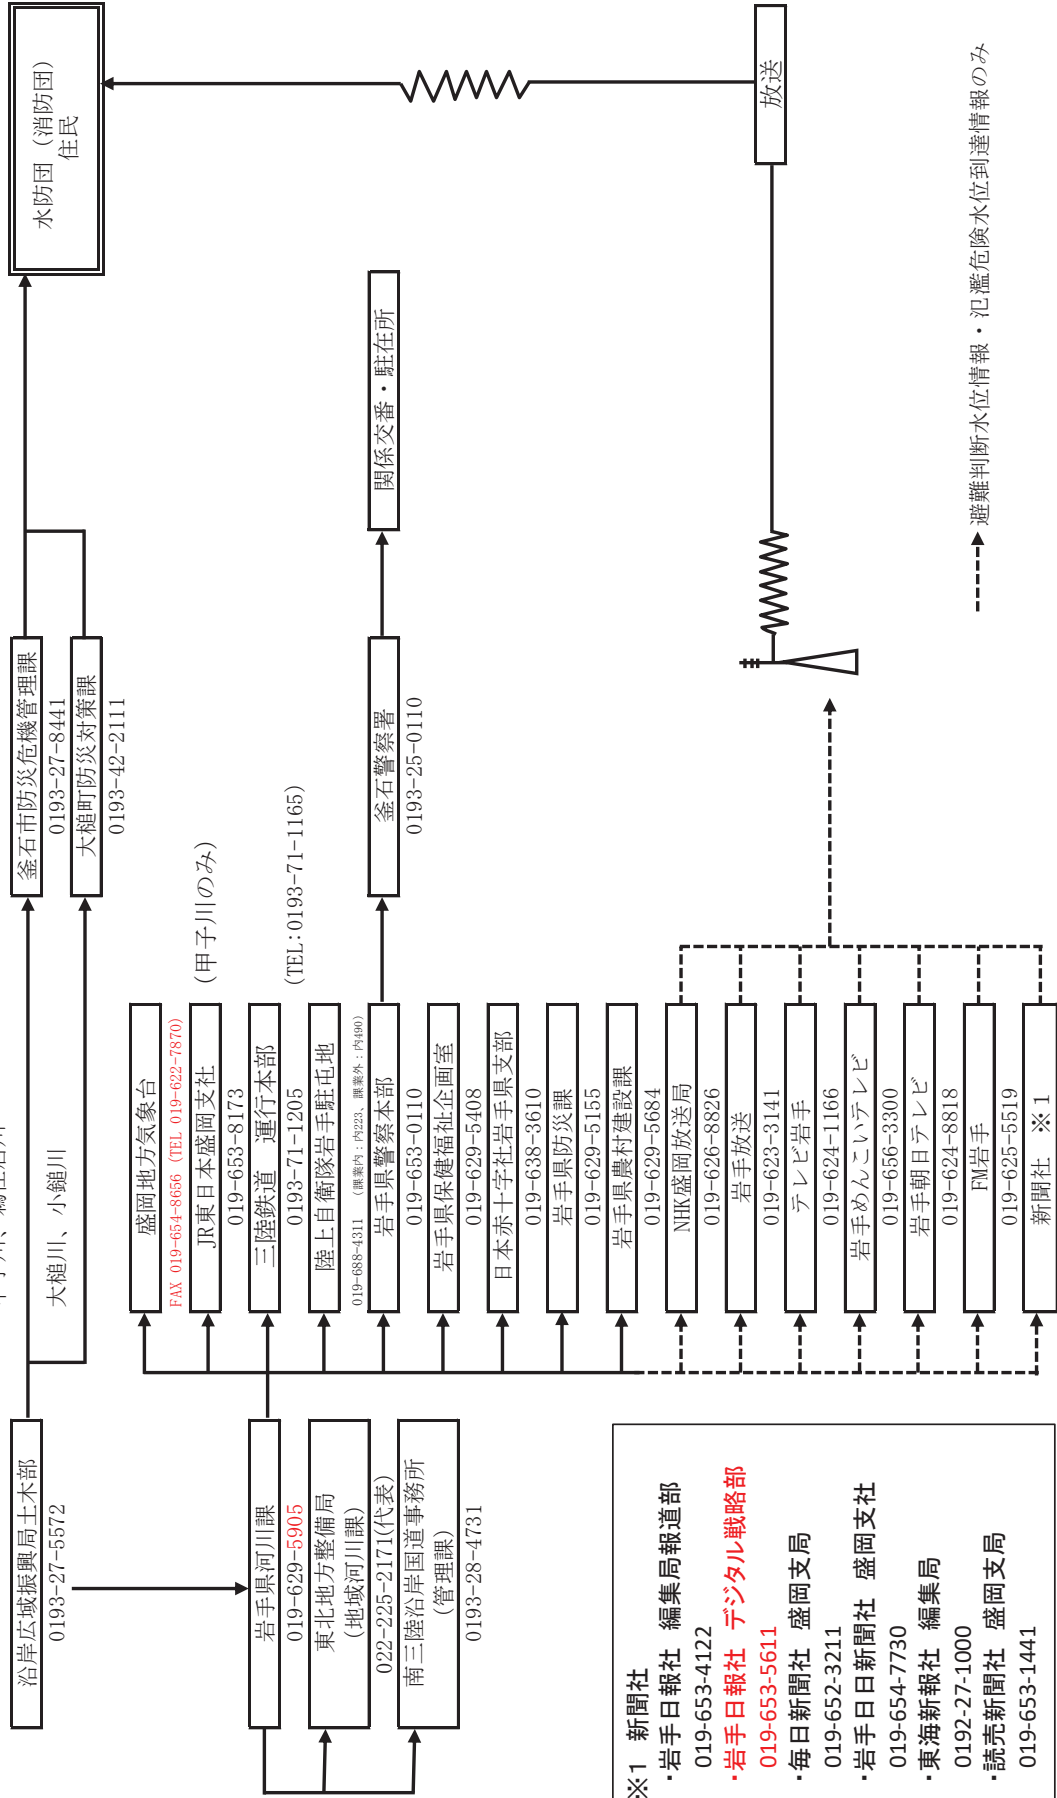 沿岸広域振興局土木部
0193-27-5572
大槌川、小鎚川
釜石市防災危機管理課
0193-27-8441
大槌町防災対策課
0193-42-2111
水防団（消防団）
住民
岩手県河川課
019-629-5905
東北地方整備局
(地域河川課)
022-225-2171(代表)
南三陸沿岸国道事務所
(管理課)
0193-28-4731
盛岡地方気象台
FAX 019-654-8656 (TEL 019-622-7870)
JR東日本盛岡支社
(甲子川のみ)
019-653-8173
三陸鉄道 運行本部
0193-71-1205
(TEL:0193-71-1165)
陸上自衛隊岩手駐屯地
019-688-4311 (課業内：内223、課業外：内490)
岩手県警察本部
019-653-0110
釜石警察署
0193-25-0110
関係交番・駐在所
岩手県保健福祉企画室
019-629-5408
日本赤十字社岩手県支部
019-638-3610
岩手県防災課
019-629-5155
岩手県農村建設課
019-629-5684
NHK盛岡放送局
019-626-8826
岩手放送
019-623-3141
テレビ岩手
019-624-1166
岩手めんこいテレビ
019-656-3300
岩手朝日テレビ
019-624-8818
FM岩手
019-625-5519
新聞社 ※1
放送
避難判断水位情報・氾濫危険水位到達情報のみ
※1 新聞社
・岩手日報社 編集局報道部
019-653-4122
・岩手日報社 デジタル戦略部
019-653-5611
・毎日新聞社 盛岡支局
019-652-3211
・岩手日日新聞社 盛岡支社
019-654-7730
・東海新報社 編集局
0192-27-1000
・読売新聞社 盛岡支局
019-653-1441